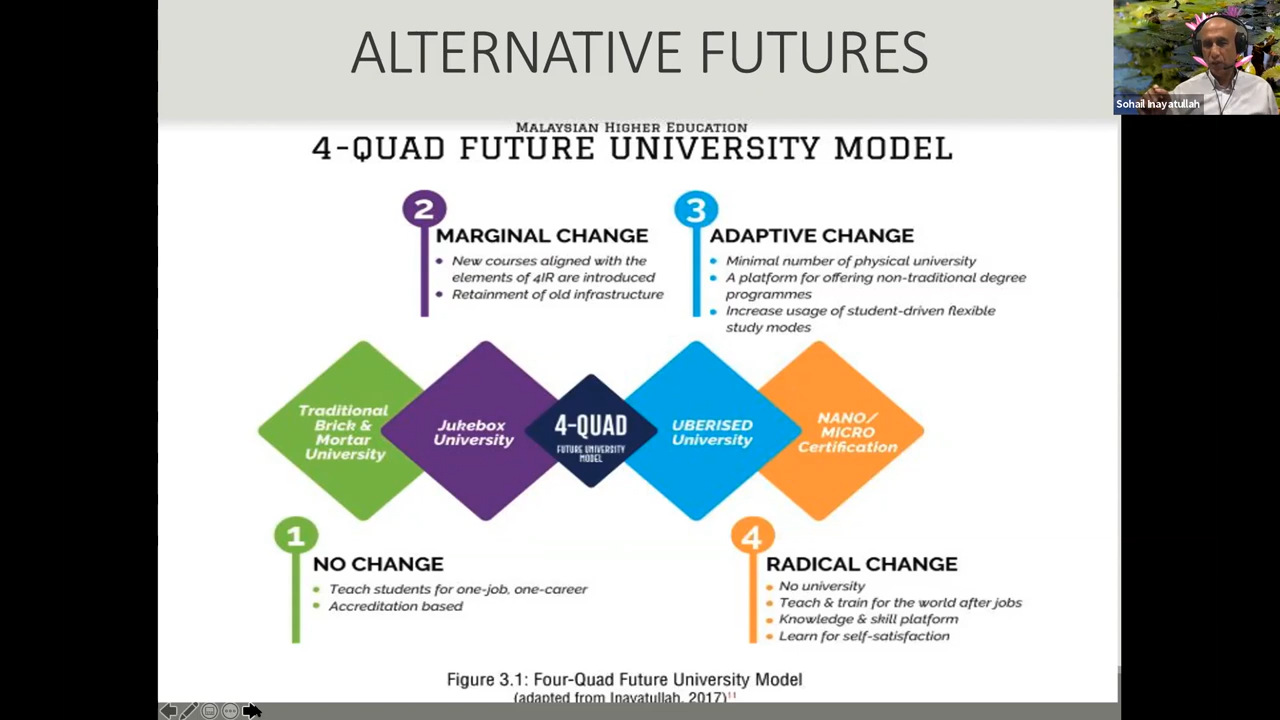 ALTERNATIVE FUTURES
Sohail Inayatullah
MALAYSIAN HIGHER EDUCATION
4-QUAD FUTURE UNIVERSITY MODEL
2
MARGINAL CHANGE
• New courses aligned with the
elements of 4IR are introduced
• Retainment of old infrastructure
3
ADAPTIVE CHANGE
• Minimal number of physical university
• A platform for offering non-traditional degree
programmes
• Increase usage of student-driven flexible
study modes
Traditional
Brick &
Mortar
University
Jukebox
University
4-QUAD
FUTURE UNIVERSITY
MODEL
UBERISED
University
NANO/
MICRO
Certification
1
NO CHANGE
• Teach students for one-job, one-career
• Accreditation based
4
RADICAL CHANGE
• No university
• Teach & train for the world after jobs
• Knowledge & skill platform
• Learn for self-satisfaction
Figure 3.1: Four-Quad Future University Model
(adapted from Inayatullah, 2017)11